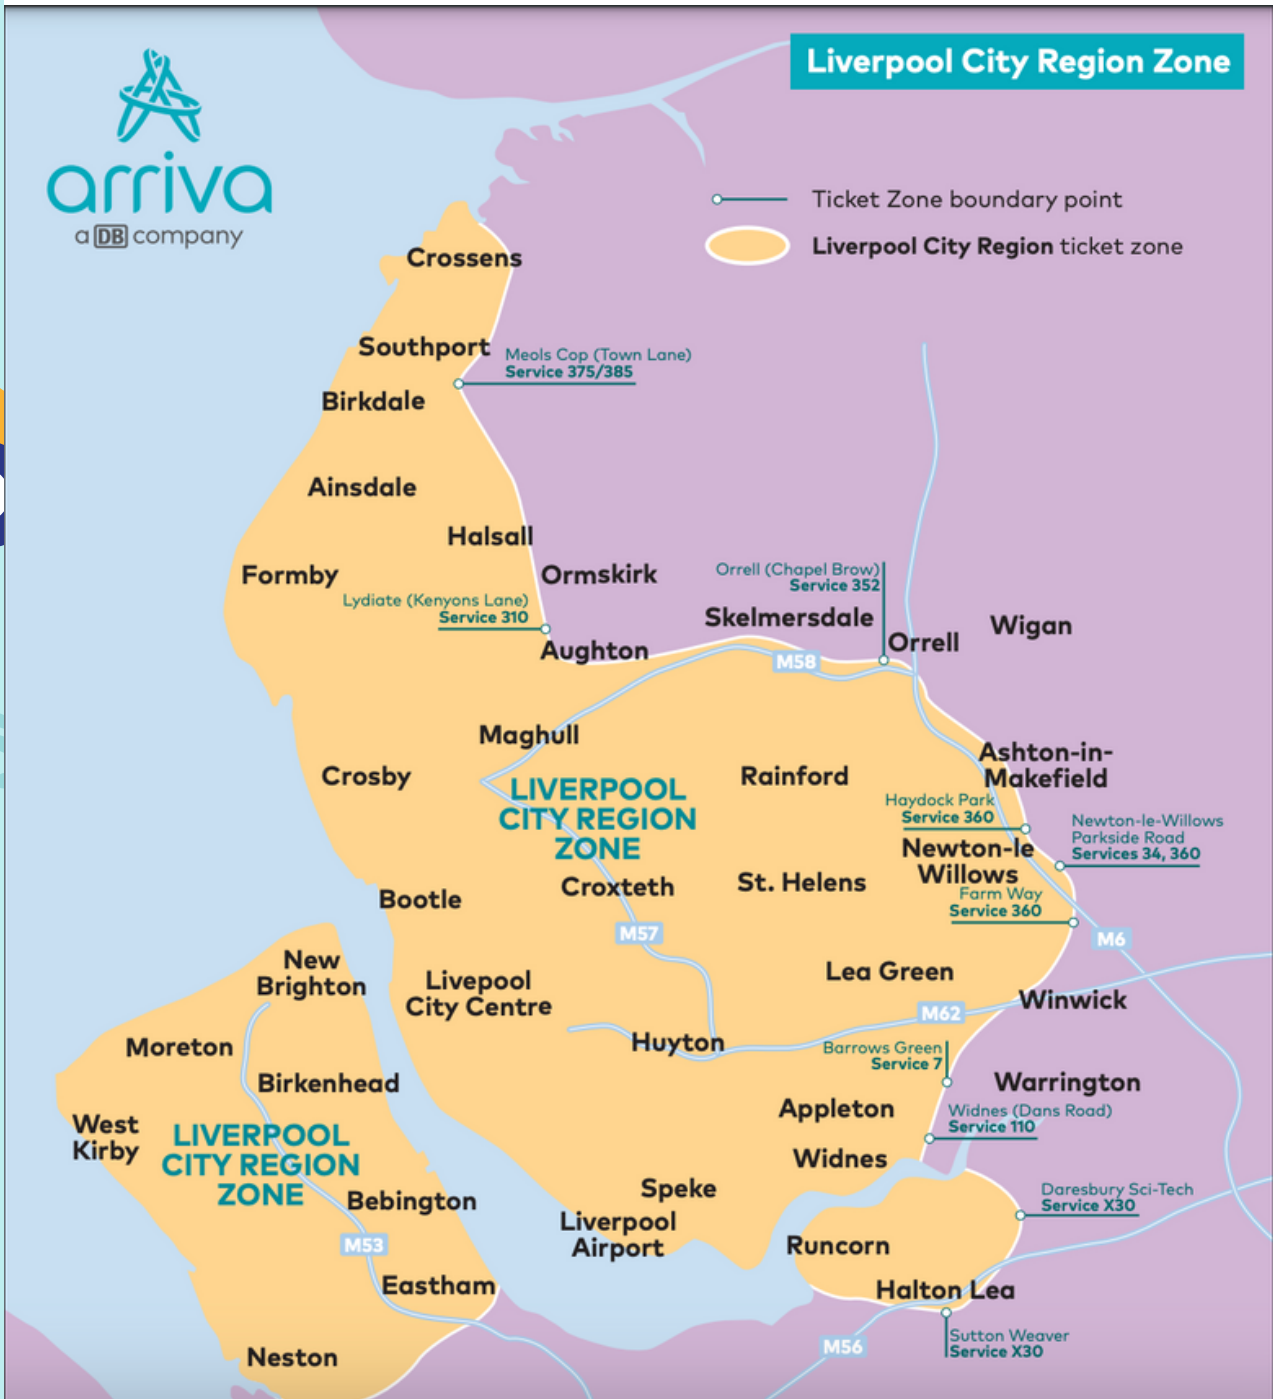 Liverpool City Region Zone
arriva
a DB company
Ticket Zone boundary point
Liverpool City Region ticket zone
Crossens
Southport
Meols Cop (Town Lane)
Service 375/385
Birkdale
Ainsdale
Halsall
Formby
Ormskirk
Lydiate (Kenyons Lane)
Service 310
Orrell (Chapel Brow)
Service 352
Skelmersdale
Orrell
Wigan
Aughton
M58
Maghull
Crosby
LIVERPOOL
CITY REGION
ZONE
Rainford
Ashton-in-
Makefield
Haydock Park
Service 360
Newton-le-Willows
Parkside Road
Services 34, 360
Newton-le
Willows
Farm Way
Service 360
Croxteth
St. Helens
Bootle
M57
M6
New
Brighton
Livepool
City Centre
Lea Green
Winwick
M62
Moreton
Huyton
Barrows Green
Service 7
Birkenhead
Warrington
Appleton
Widnes (Dans Road)
Service 110
West
Kirby
LIVERPOOL
CITY REGION
ZONE
Widnes
Speke
Bebington
Daresbury Sci-Tech
Service X30
Liverpool
Airport
M53
Runcorn
Eastham
Halton Lea
Sutton Weaver
Service X30
M56
Neston